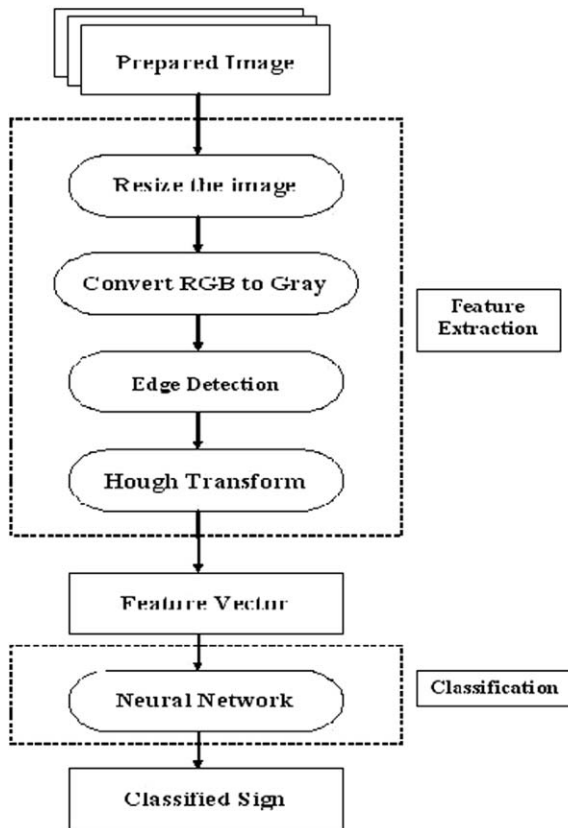 Prepared Image
Resize the image
Convert RGB to Gray
Feature
Extraction
Edge Detection
Hough Transform
Feature Vector
Neural Network
Classification
Classified Sign